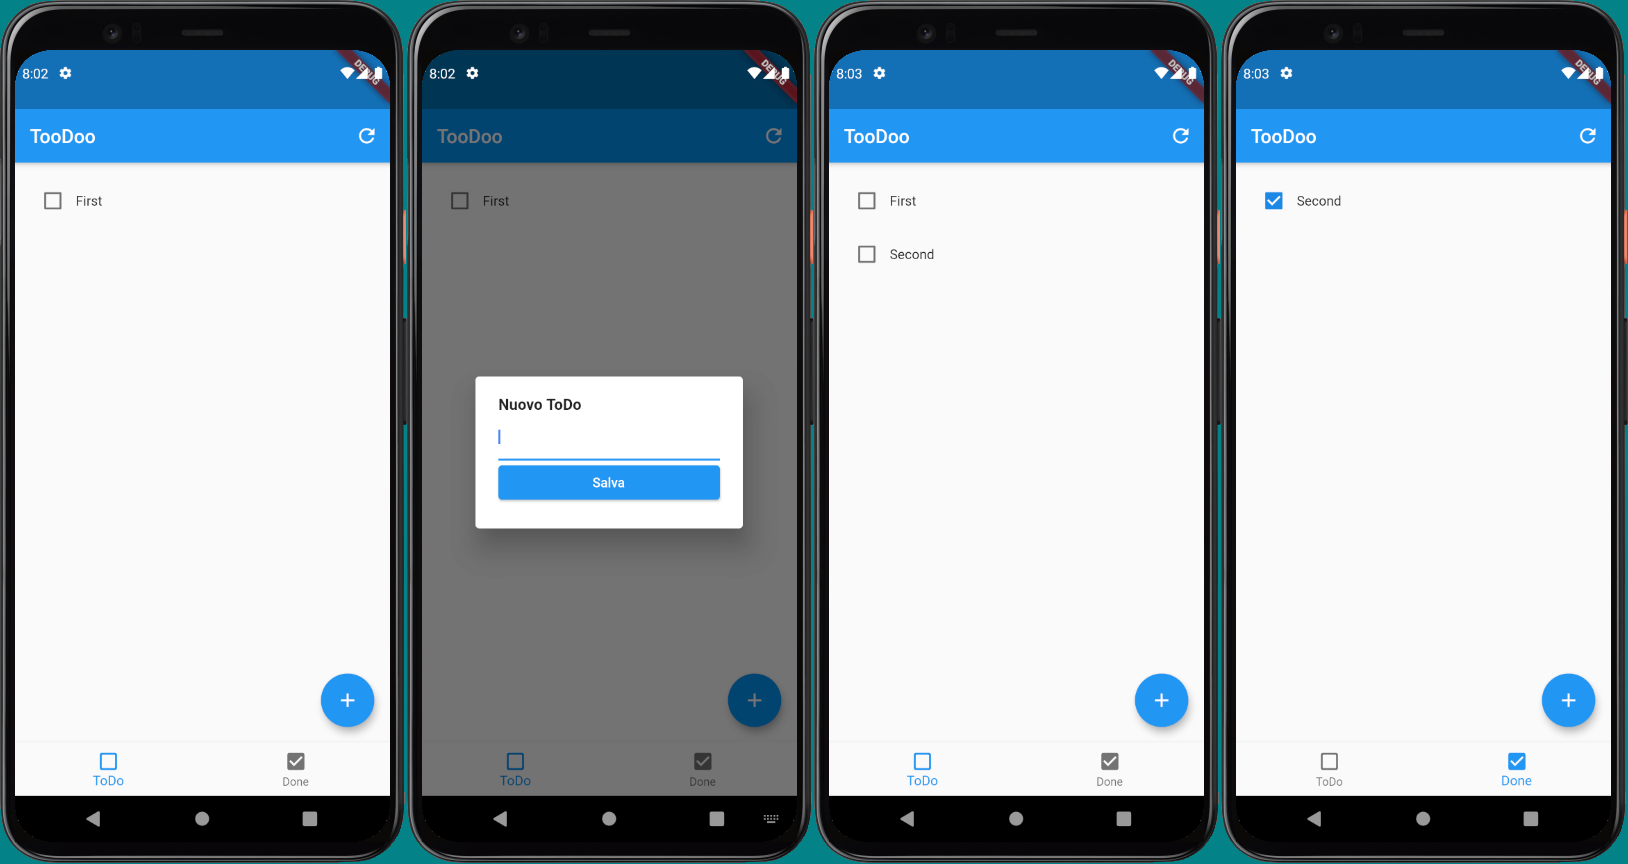 8:02
DEBUG
TooDoo
First
ToDo
Done
8:02
DEBUG
TooDoo
First
Nuovo ToDo
Salva
ToDo
Done
8:03
DEBUG
TooDoo
First
Second
ToDo
Done
8:03
DEBUG
TooDoo
Second
ToDo
Done